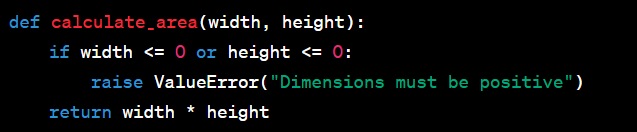 def calculate_area(width, height):
    if width <= 0 or height <= 0:
        raise ValueError("Dimensions must be positive")
    return width * height